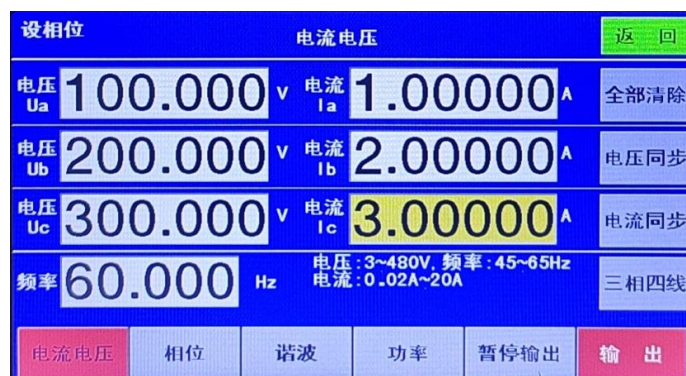 设相位
电流电压
返 回
电压 Ua 100.000 V 电流 Ia 1.00000 A
全部清除
电压 Ub 200.000 V 电流 Ib 2.00000 A
电压同步
电压 Uc 300.000 V 电流 Ic 3.00000 A
电流同步
频率 60.000 Hz
电压:3~480V, 频率:45~65Hz
电流:0.02A~20A
三相四线
电流电压 相位 谐波 功率 暂停输出 输 出